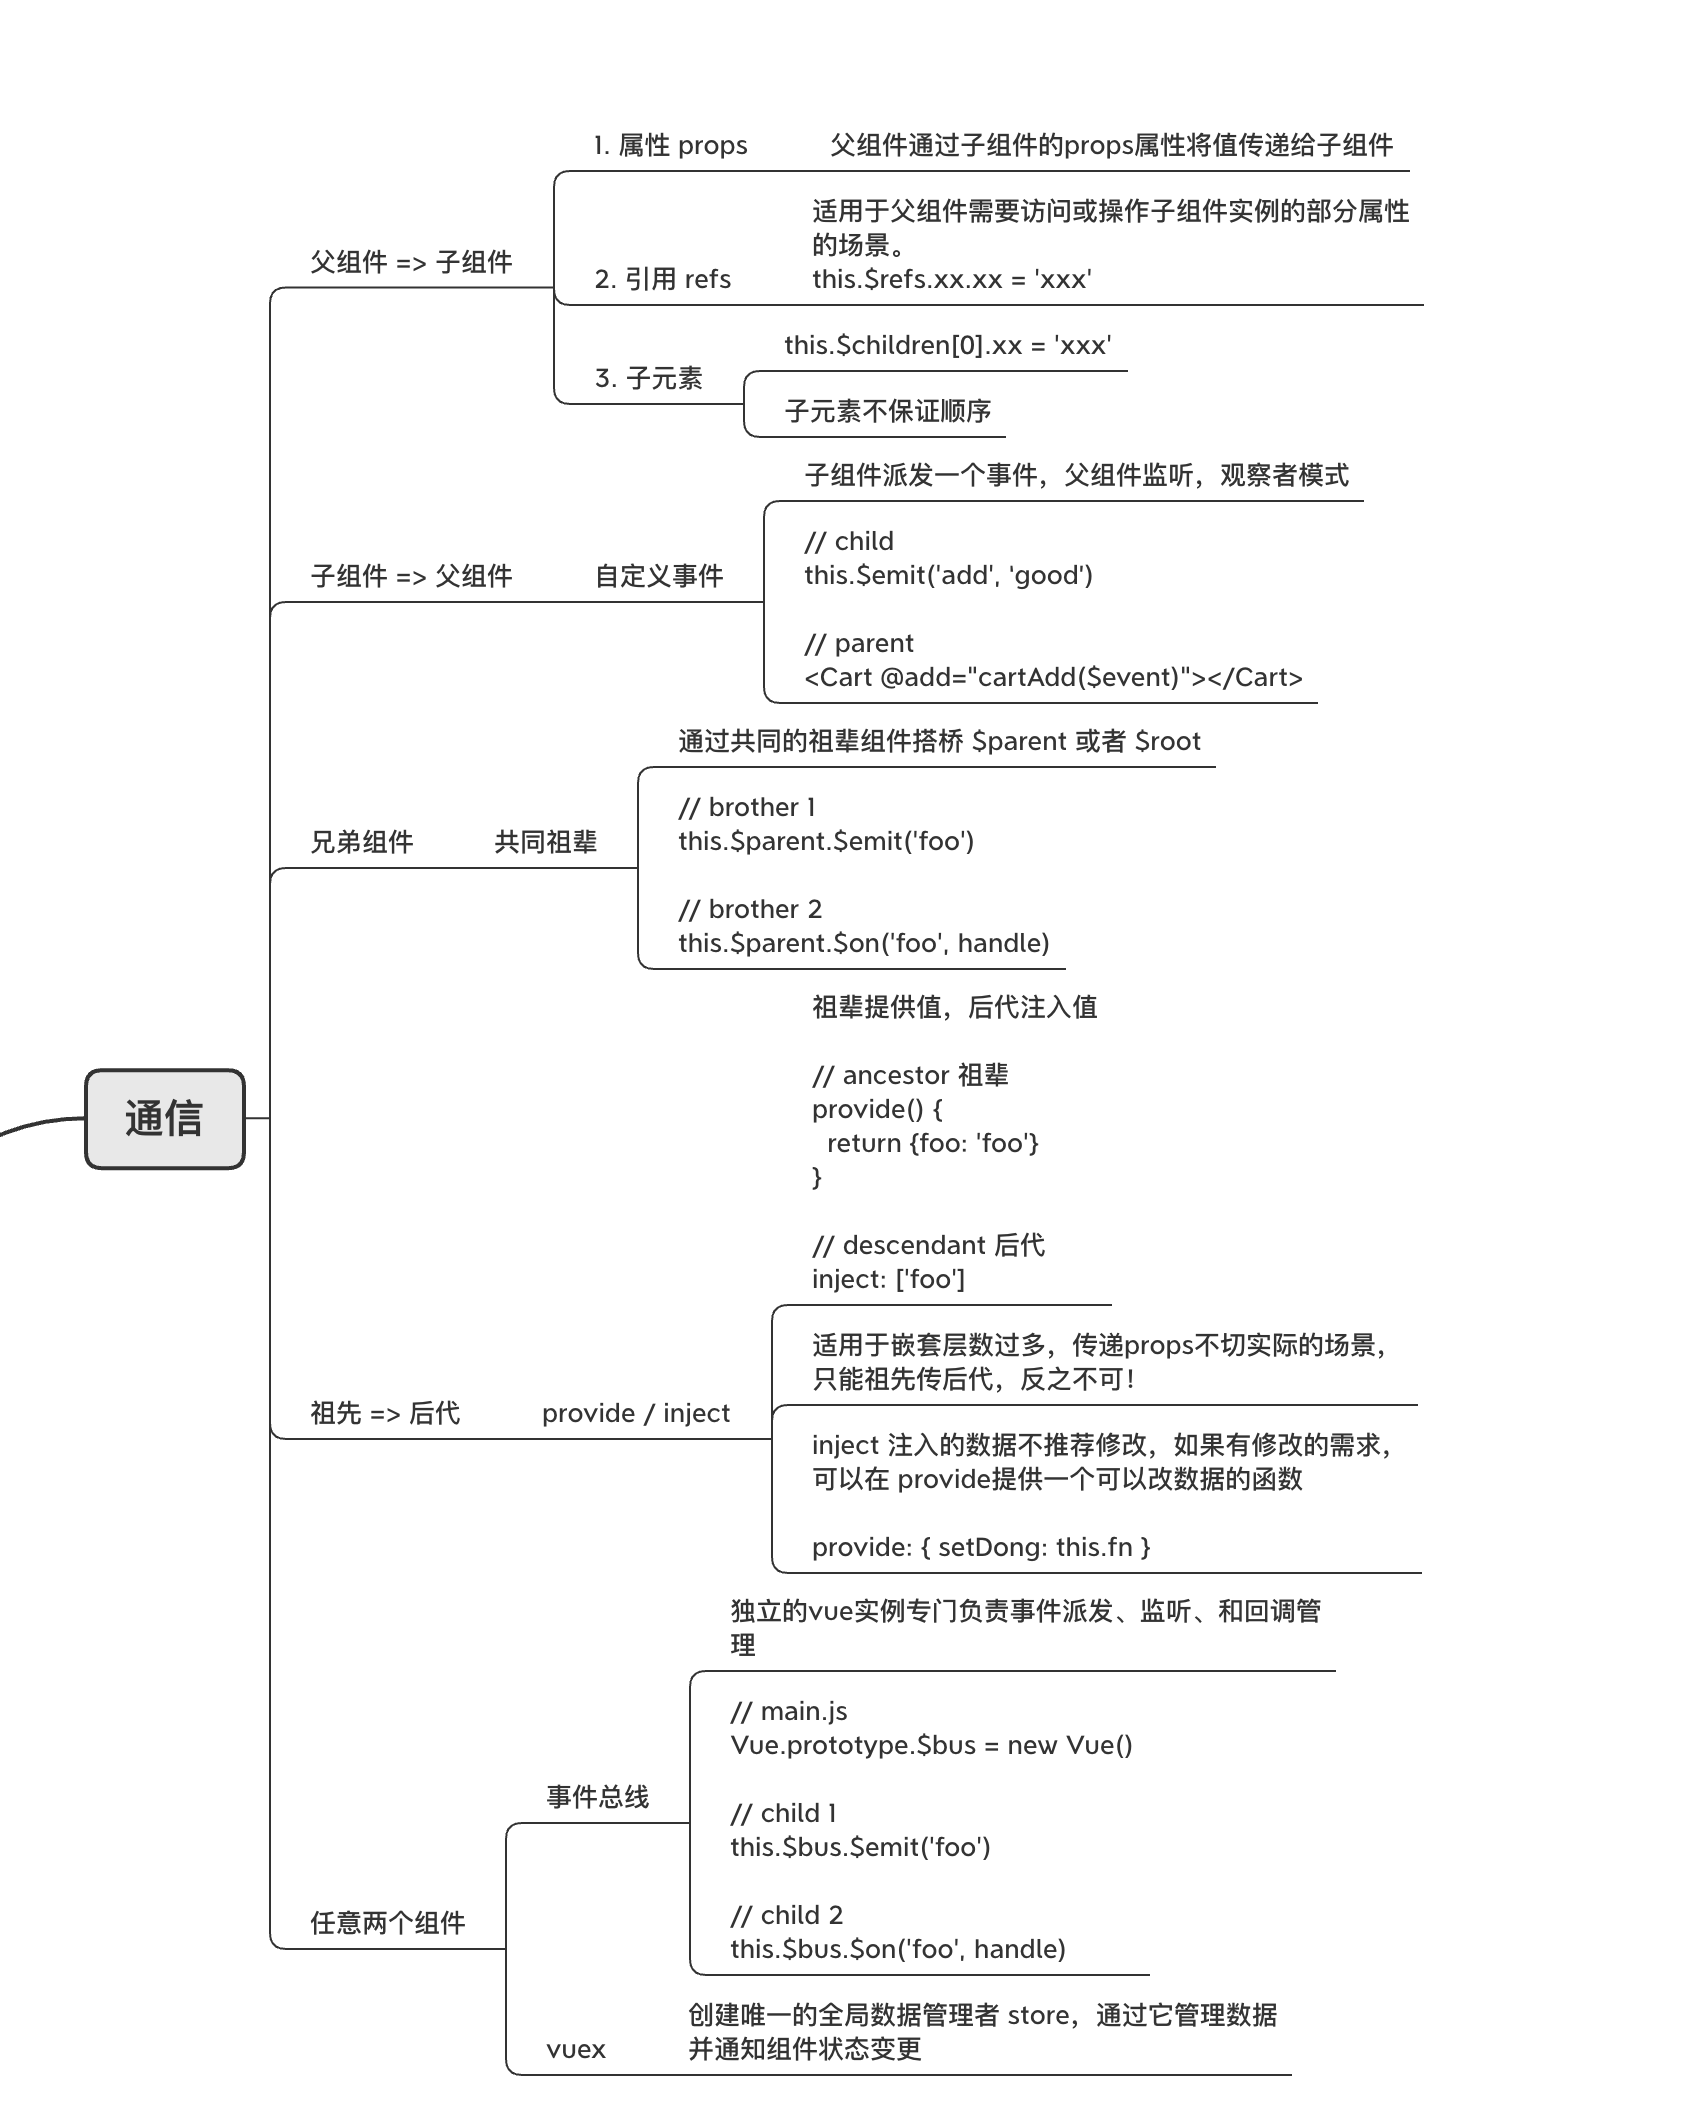 通信
父组件 => 子组件
1. 属性 props
父组件通过子组件的props属性将值传递给子组件
2. 引用 refs
适用于父组件需要访问或操作子组件实例的部分属性
的场景。
this.$refs.xx.xx = 'xxx'
3. 子元素
this.$children[0].xx = 'xxx'
子元素不保证顺序
子组件 => 父组件
自定义事件
子组件派发一个事件，父组件监听，观察者模式
// child
this.$emit('add', 'good')
// parent
<Cart @add="cartAdd($event)"></Cart>
兄弟组件
共同祖辈
通过共同的祖辈组件搭桥 $parent 或者 $root
// brother 1
this.$parent.$emit('foo')
// brother 2
this.$parent.$on('foo', handle)
祖先 => 后代
provide / inject
祖辈提供值，后代注入值
// ancestor 祖辈
provide() {
return {foo: 'foo'}
}
// descendant 后代
inject: ['foo']
适用于嵌套层数过多，传递props不切实际的场景，
只能祖先传后代，反之不可！
inject 注入的数据不推荐修改，如果有修改的需求，
可以在 provide提供一个可以改数据的函数
provide: { setDong: this.fn }
任意两个组件
事件总线
独立的vue实例专门负责事件派发、监听、和回调管
理
// main.js
Vue.prototype.$bus = new Vue()
// child 1
this.$bus.$emit('foo')
// child 2
this.$bus.$on('foo', handle)
vuex
创建唯一的全局数据管理者 store，通过它管理数据
并通知组件状态变更